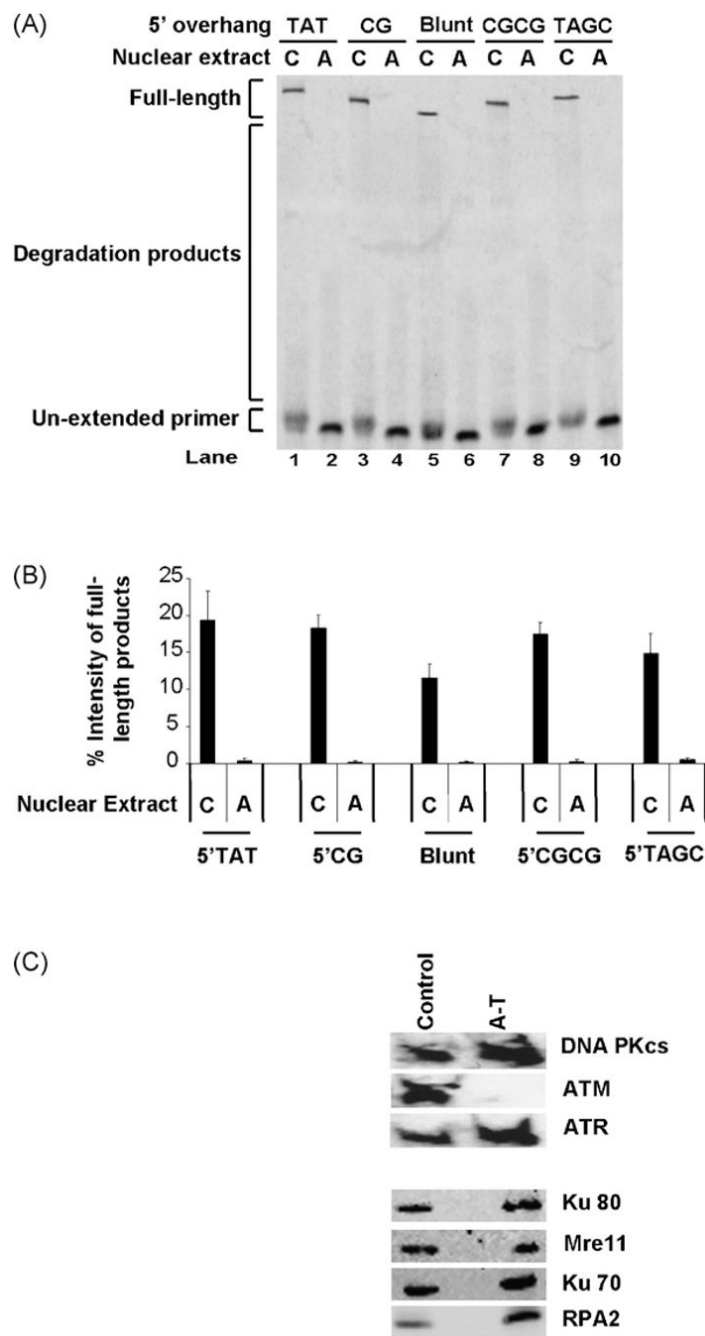 (A)
5' overhang TAT CG Blunt CGCG TAGC
Nuclear extract C A C A C A C A C A
Full-length
Degradation products
Un-extended primer
Lane 1 2 3 4 5 6 7 8 9 10
(B)
% Intensity of full-
length products
25
20
15
10
5
0
Nuclear Extract C A C A C A C A C A
5'TAT 5'CG Blunt 5'CGCG 5'TAGC
(C)
Control A-T
DNA PKcs
ATM
ATR
Ku 80
Mre11
Ku 70
RPA2